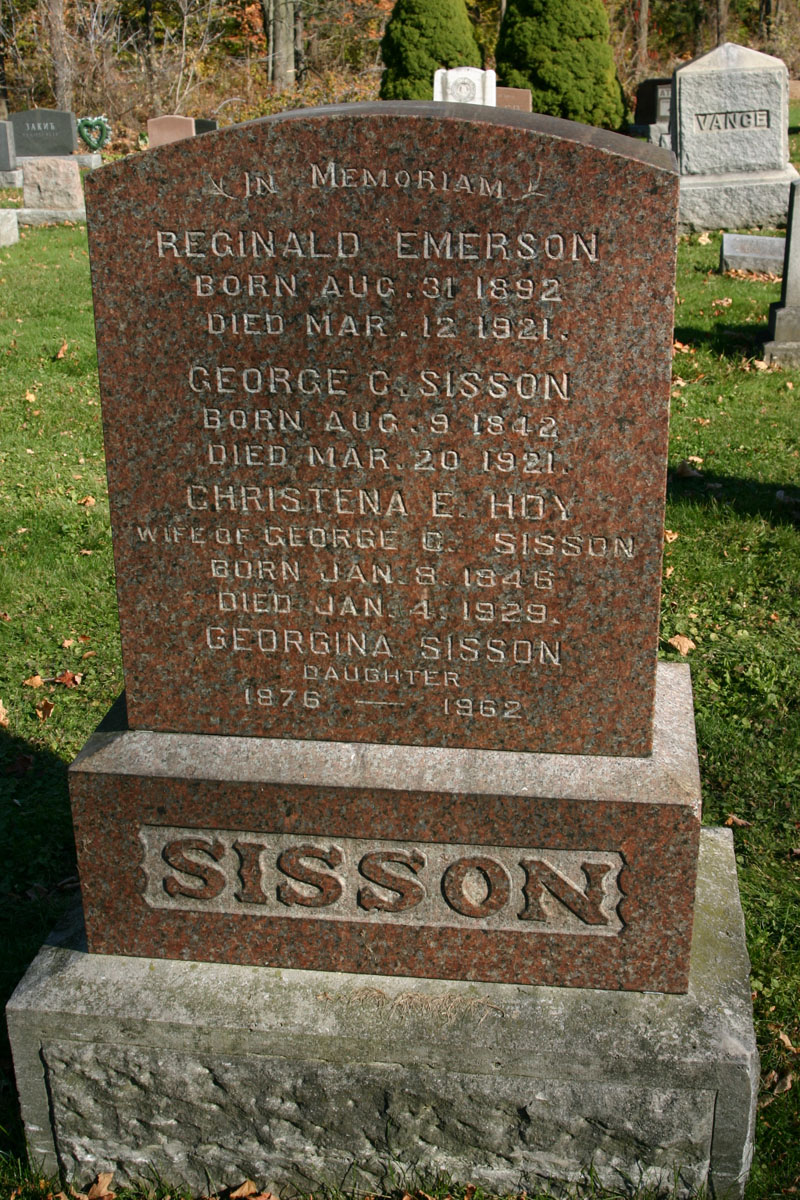 ЗАКИЋ
VANCE
In Memoriam
REGINALD EMERSON
BORN AUG. 31 1892
DIED MAR. 12 1921.
GEORGE C. SISSON
BORN AUG. 9 1842
DIED MAR. 20 1921.
CHRISTENA E. HOY
WIFE OF GEORGE C. SISSON
BORN JAN. 8. 1846
DIED JAN. 4. 1929.
GEORGINA SISSON
DAUGHTER
1876 — 1962
SISSON